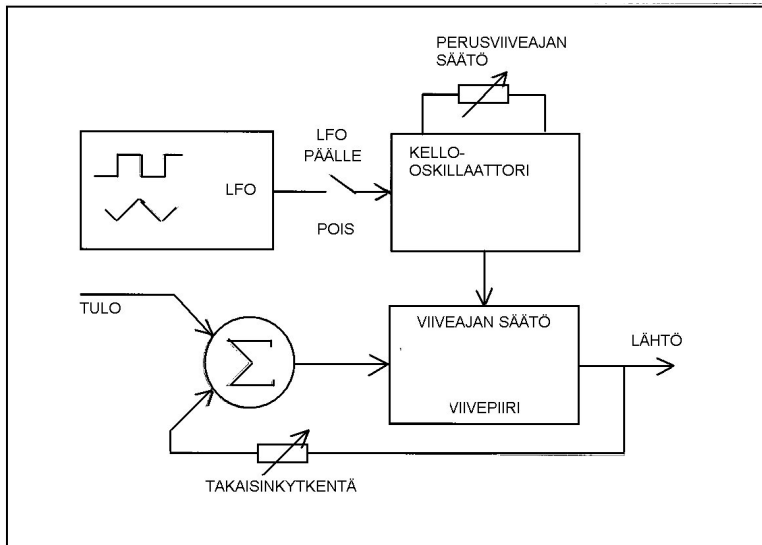 PERUSVIIVEAJAN
SÄÄTÖ
LFO
PÄÄLLE
KELLO-
OSKILLAATTORI
LFO
POIS
TULO
VIIVEAJAN SÄÄTÖ
LÄHTÖ
Σ
VIIVEPIIRI
TAKAISINKYTKENTÄ